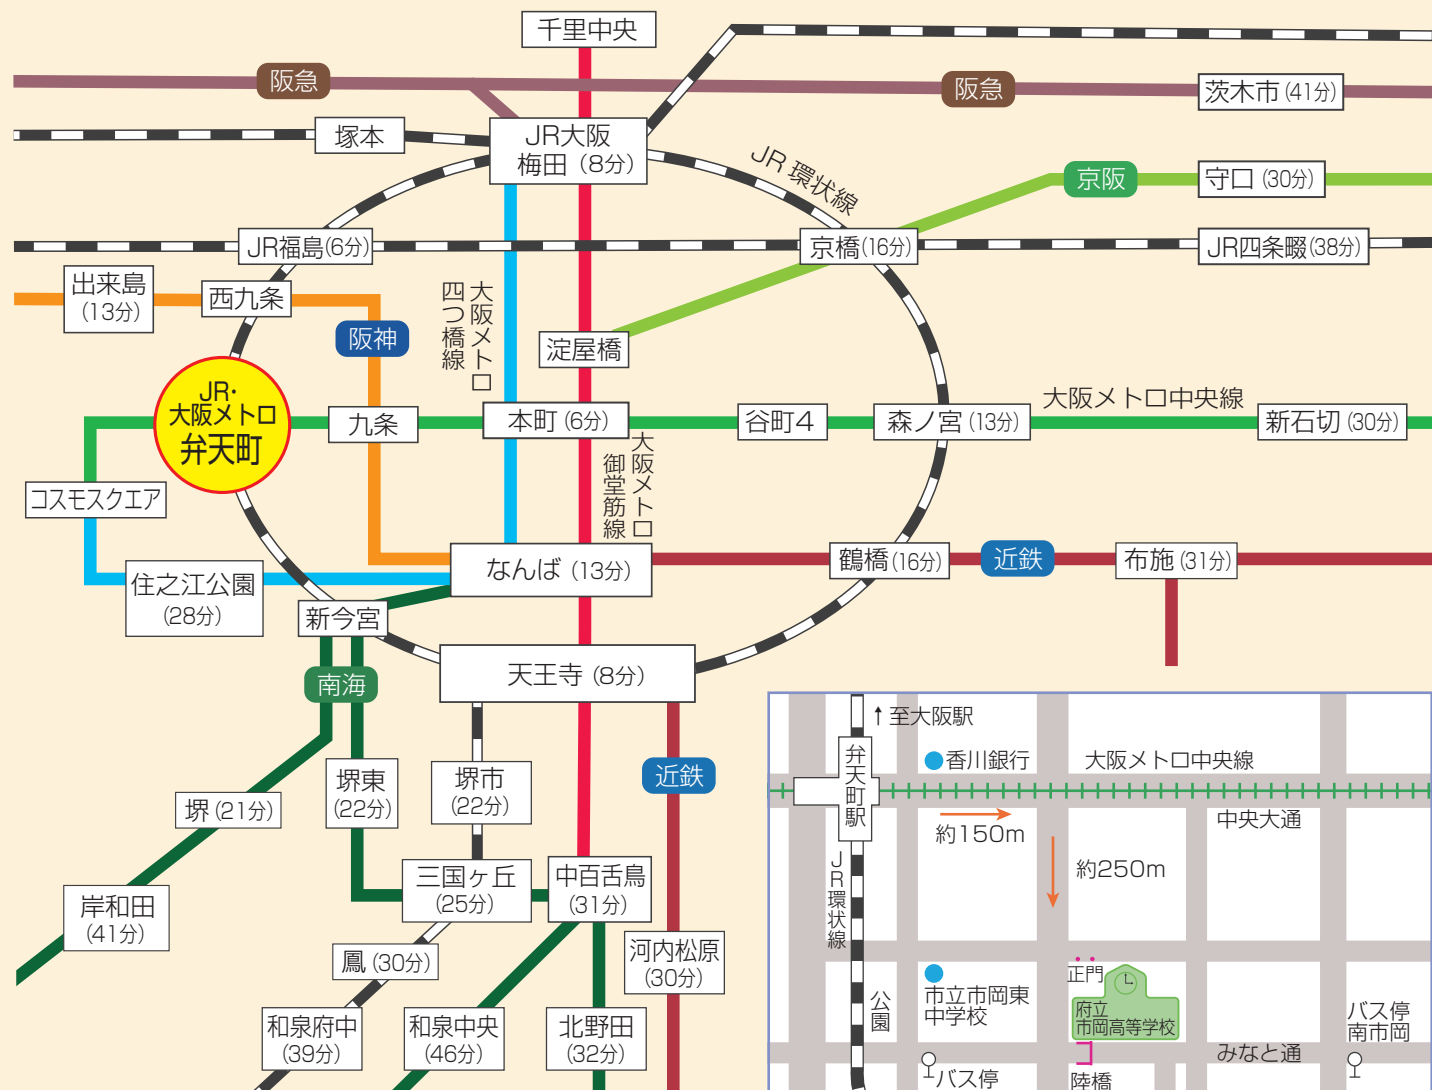 千里中央
阪急
阪急
茨木市(41分)
塚本
JR大阪
梅田(8分)
JR環状線
京阪
守口(30分)
JR福島(6分)
京橋(16分)
JR四条畷(38分)
出来島
(13分)
西九条
阪神
大阪メトロ
四つ橋線
淀屋橋
JR・
大阪メトロ
弁天町
九条
本町(6分)
谷町4
森ノ宮(13分)
大阪メトロ中央線
新石切(30分)
大阪メトロ
御堂筋線
コスモスクエア
なんば(13分)
鶴橋(16分)
近鉄
布施(31分)
住之江公園
(28分)
新今宮
南海
天王寺(8分)
近鉄
堺(21分)
堺東
(22分)
堺市
(22分)
岸和田
(41分)
三国ヶ丘
(25分)
中百舌鳥
(31分)
鳳(30分)
河内松原
(30分)
和泉府中
(39分)
和泉中央
(46分)
北野田
(32分)
↑至大阪駅
弁天町駅
香川銀行
大阪メトロ中央線
中央大通
約150m
約250m
JR環状線
公園
市立市岡東
中学校
正門
府立
市岡高等学校
バス停
南市岡
みなと通
バス停
陸橋